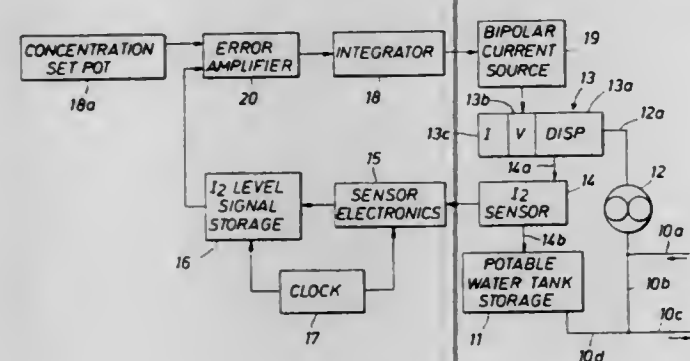 CONCENTRATION
SET POT
18a
ERROR
AMPLIFIER
20
INTEGRATOR
18
BIPOLAR
CURRENT
SOURCE
19
13
13b
13a
13c
I
V
DISP
12a
14a
12
I2 LEVEL
SIGNAL
STORAGE
16
15
SENSOR
ELECTRONICS
I2
SENSOR
14
14b
10a
CLOCK
17
POTABLE
WATER TANK
STORAGE
11
10b
10c
10d